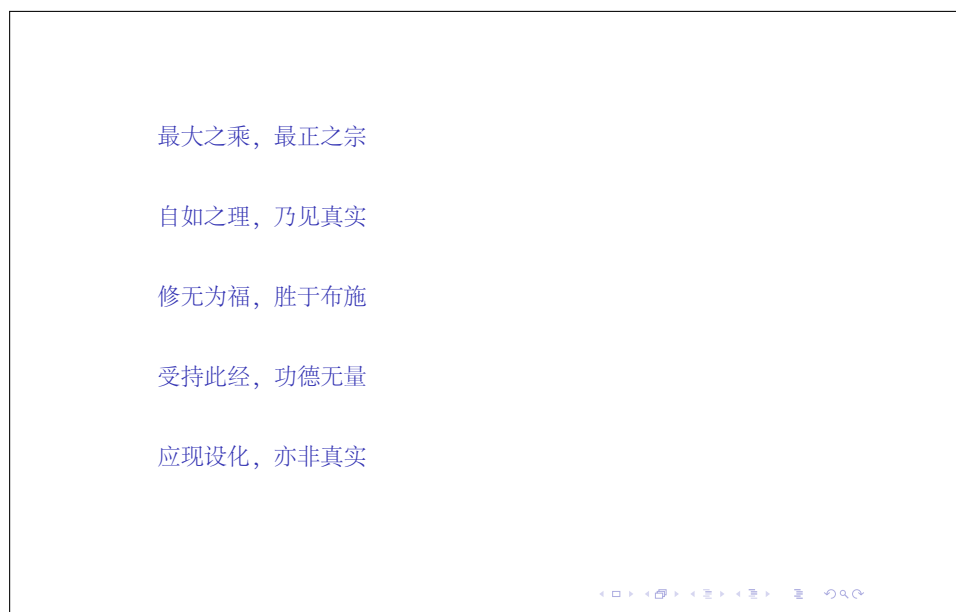 最大之乘，最正之宗
自如之理，乃见真实
修无为福，胜于布施
受持此经，功德无量
应现设化，亦非真实